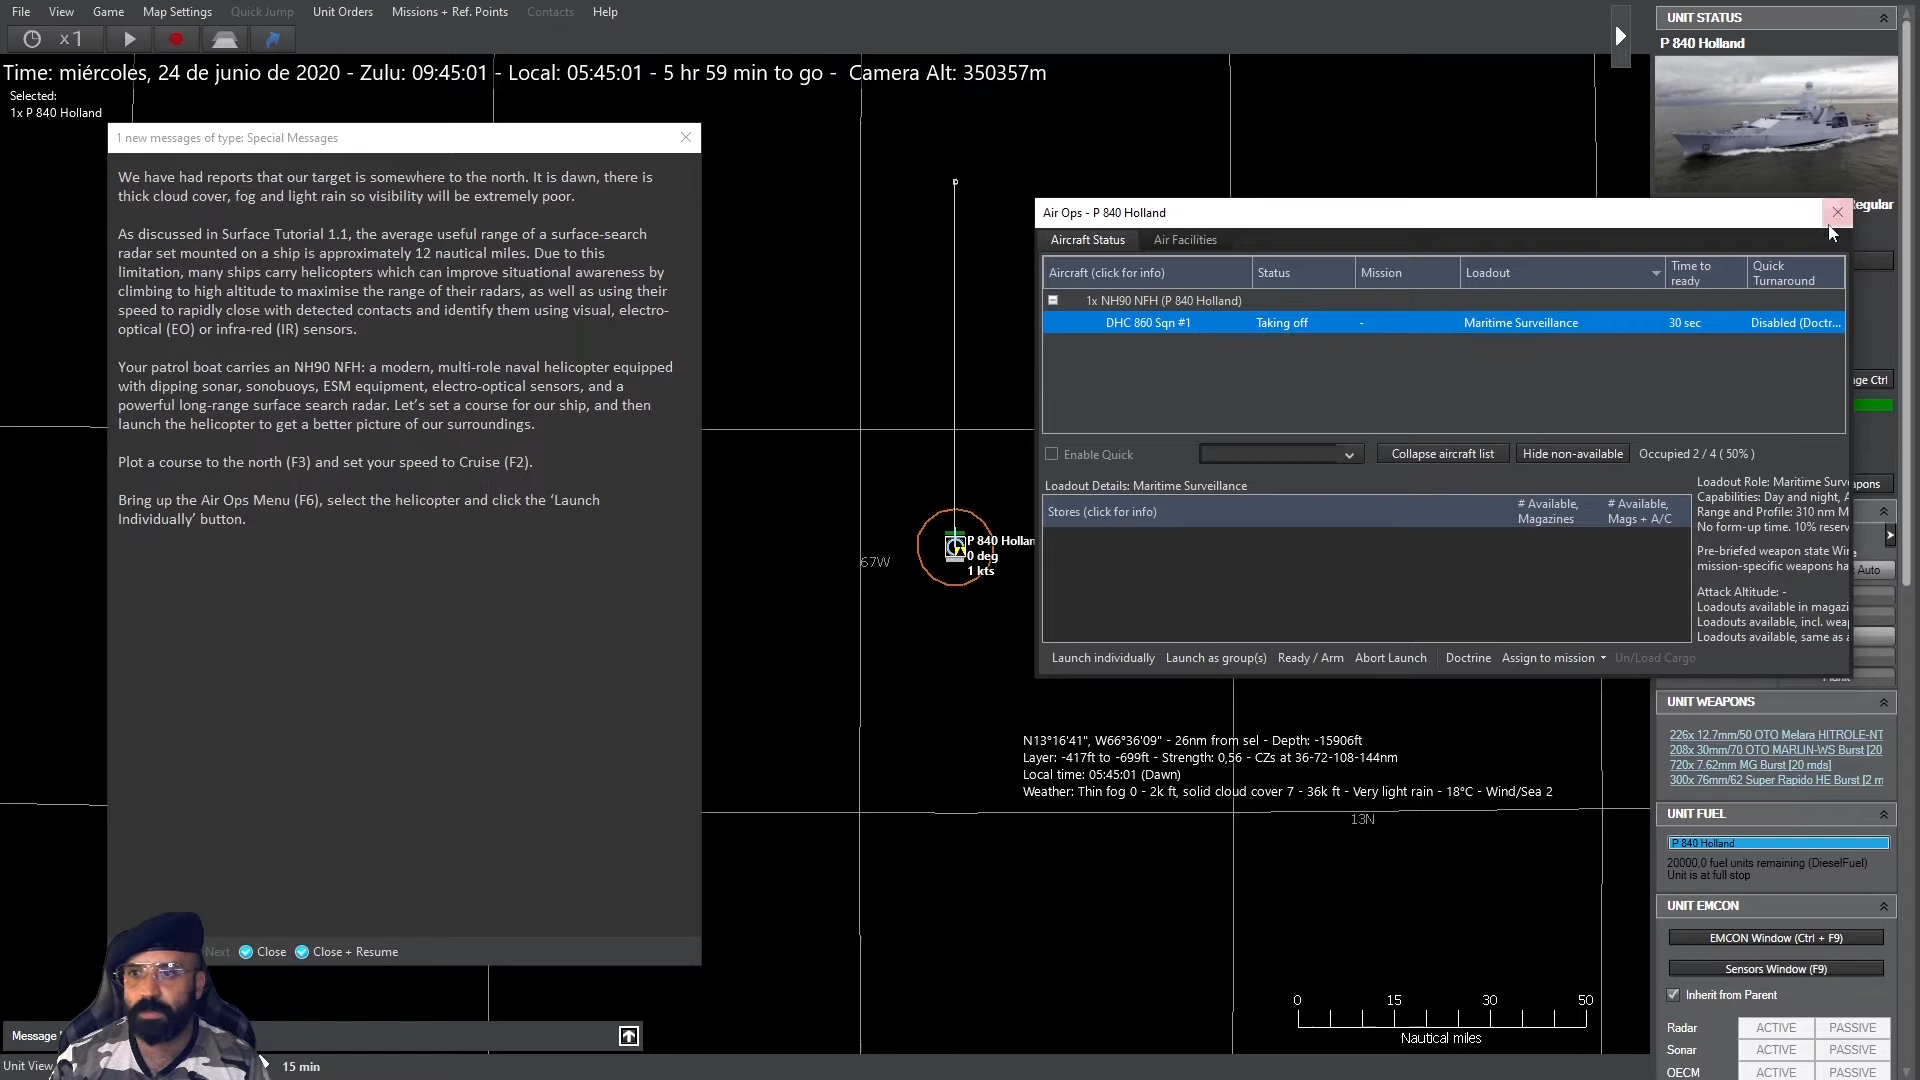 File View Game Map Settings Quick Jump Unit Orders Missions + Ref. Points Contacts Help
x1
Time: miércoles, 24 de junio de 2020 - Zulu: 09:45:01 - Local: 05:45:01 - 5 hr 59 min to go - Camera Alt: 350357m
Selected:
1x P 840 Holland
1 new messages of type: Special Messages
We have had reports that our target is somewhere to the north. It is dawn, there is
thick cloud cover, fog and light rain so visibility will be extremely poor.
As discussed in Surface Tutorial 1.1, the average useful range of a surface-search
radar set mounted on a ship is approximately 12 nautical miles. Due to this
limitation, many ships carry helicopters which can improve situational awareness by
climbing to high altitude to maximise the range of their radars, as well as using their
speed to rapidly close with detected contacts and identify them using visual, electro-
optical (EO) or infra-red (IR) sensors.
Your patrol boat carries an NH90 NFH: a modern, multi-role naval helicopter equipped
with dipping sonar, sonobuoys, ESM equipment, electro-optical sensors, and a
powerful long-range surface search radar. Let's set a course for our ship, and then
launch the helicopter to get a better picture of our surroundings.
Plot a course to the north (F3) and set your speed to Cruise (F2).
Bring up the Air Ops Menu (F6), select the helicopter and click the ‘Launch
Individually’ button.
Next Close Close + Resume
Message
Unit View 15 min
67W
P 840 Hollan
0 deg
1 kts
Air Ops - P 840 Holland
Aircraft Status Air Facilities
Aircraft (click for info) Status Mission Loadout Time to ready Quick Turnaround
1x NH90 NFH (P 840 Holland)
DHC 860 Sqn #1 Taking off - Maritime Surveillance 30 sec Disabled (Doctr...
Enable Quick Collapse aircraft list Hide non-available Occupied 2 / 4 ( 50% )
Loadout Details: Maritime Surveillance
Stores (click for info) # Available, Magazines # Available, Mags + A/C
Loadout Role: Maritime Surv
Capabilities: Day and night, A
Range and Profile: 310 nm M
No form-up time. 10% reserv
Pre-briefed weapon state Win
mission-specific weapons ha
Attack Altitude: -
Loadouts available in magazi
Loadouts available, incl. wea
Loadouts available, same as a
Launch individually Launch as group(s) Ready / Arm Abort Launch Doctrine Assign to mission Un/Load Cargo
N13°16'41", W66°36'09" - 26nm from sel - Depth: -15906ft
Layer: -417ft to -699ft - Strength: 0,56 - CZs at 36-72-108-144nm
Local time: 05:45:01 (Dawn)
Weather: Thin fog 0 - 2k ft, solid cloud cover 7 - 36k ft - Very light rain - 18°C - Wind/Sea 2
13N
0 15 30 50
Nautical miles
UNIT STATUS
P 840 Holland
egular
ge Ctrl
apons
Auto
UNIT WEAPONS
226x 12.7mm/50 OTO Melara HITROLE-NT
208x 30mm/70 OTO MARLIN-WS Burst [20
720x 7.62mm MG Burst [20 rnds]
300x 76mm/62 Super Rapido HE Burst [2 rn
UNIT FUEL
P 840 Holland
20000,0 fuel units remaining (DieselFuel)
Unit is at full stop
UNIT EMCON
EMCON Window (Ctrl + F9)
Sensors Window (F9)
Inherit from Parent
Radar ACTIVE PASSIVE
Sonar ACTIVE PASSIVE
OECM ACTIVE PASSIVE